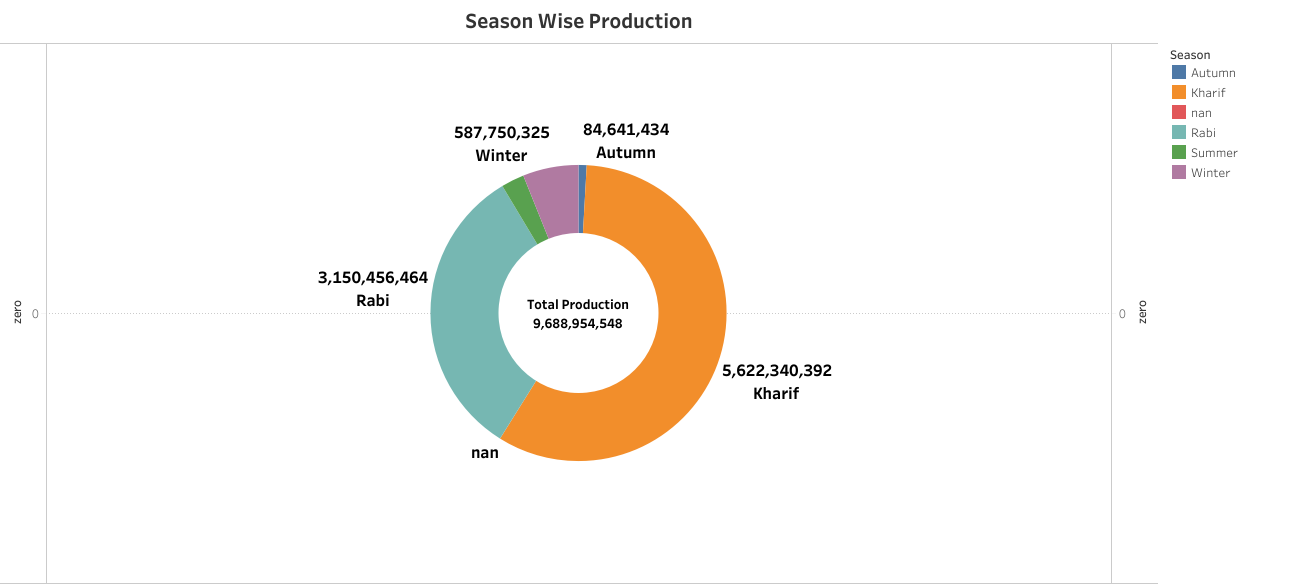 Season Wise Production
Season
Autumn
Kharif
nan
Rabi
Summer
Winter
587,750,325
Winter
84,641,434
Autumn
3,150,456,464
Rabi
Total Production
9,688,954,548
zero
0
0
zero
5,622,340,392
Kharif
nan